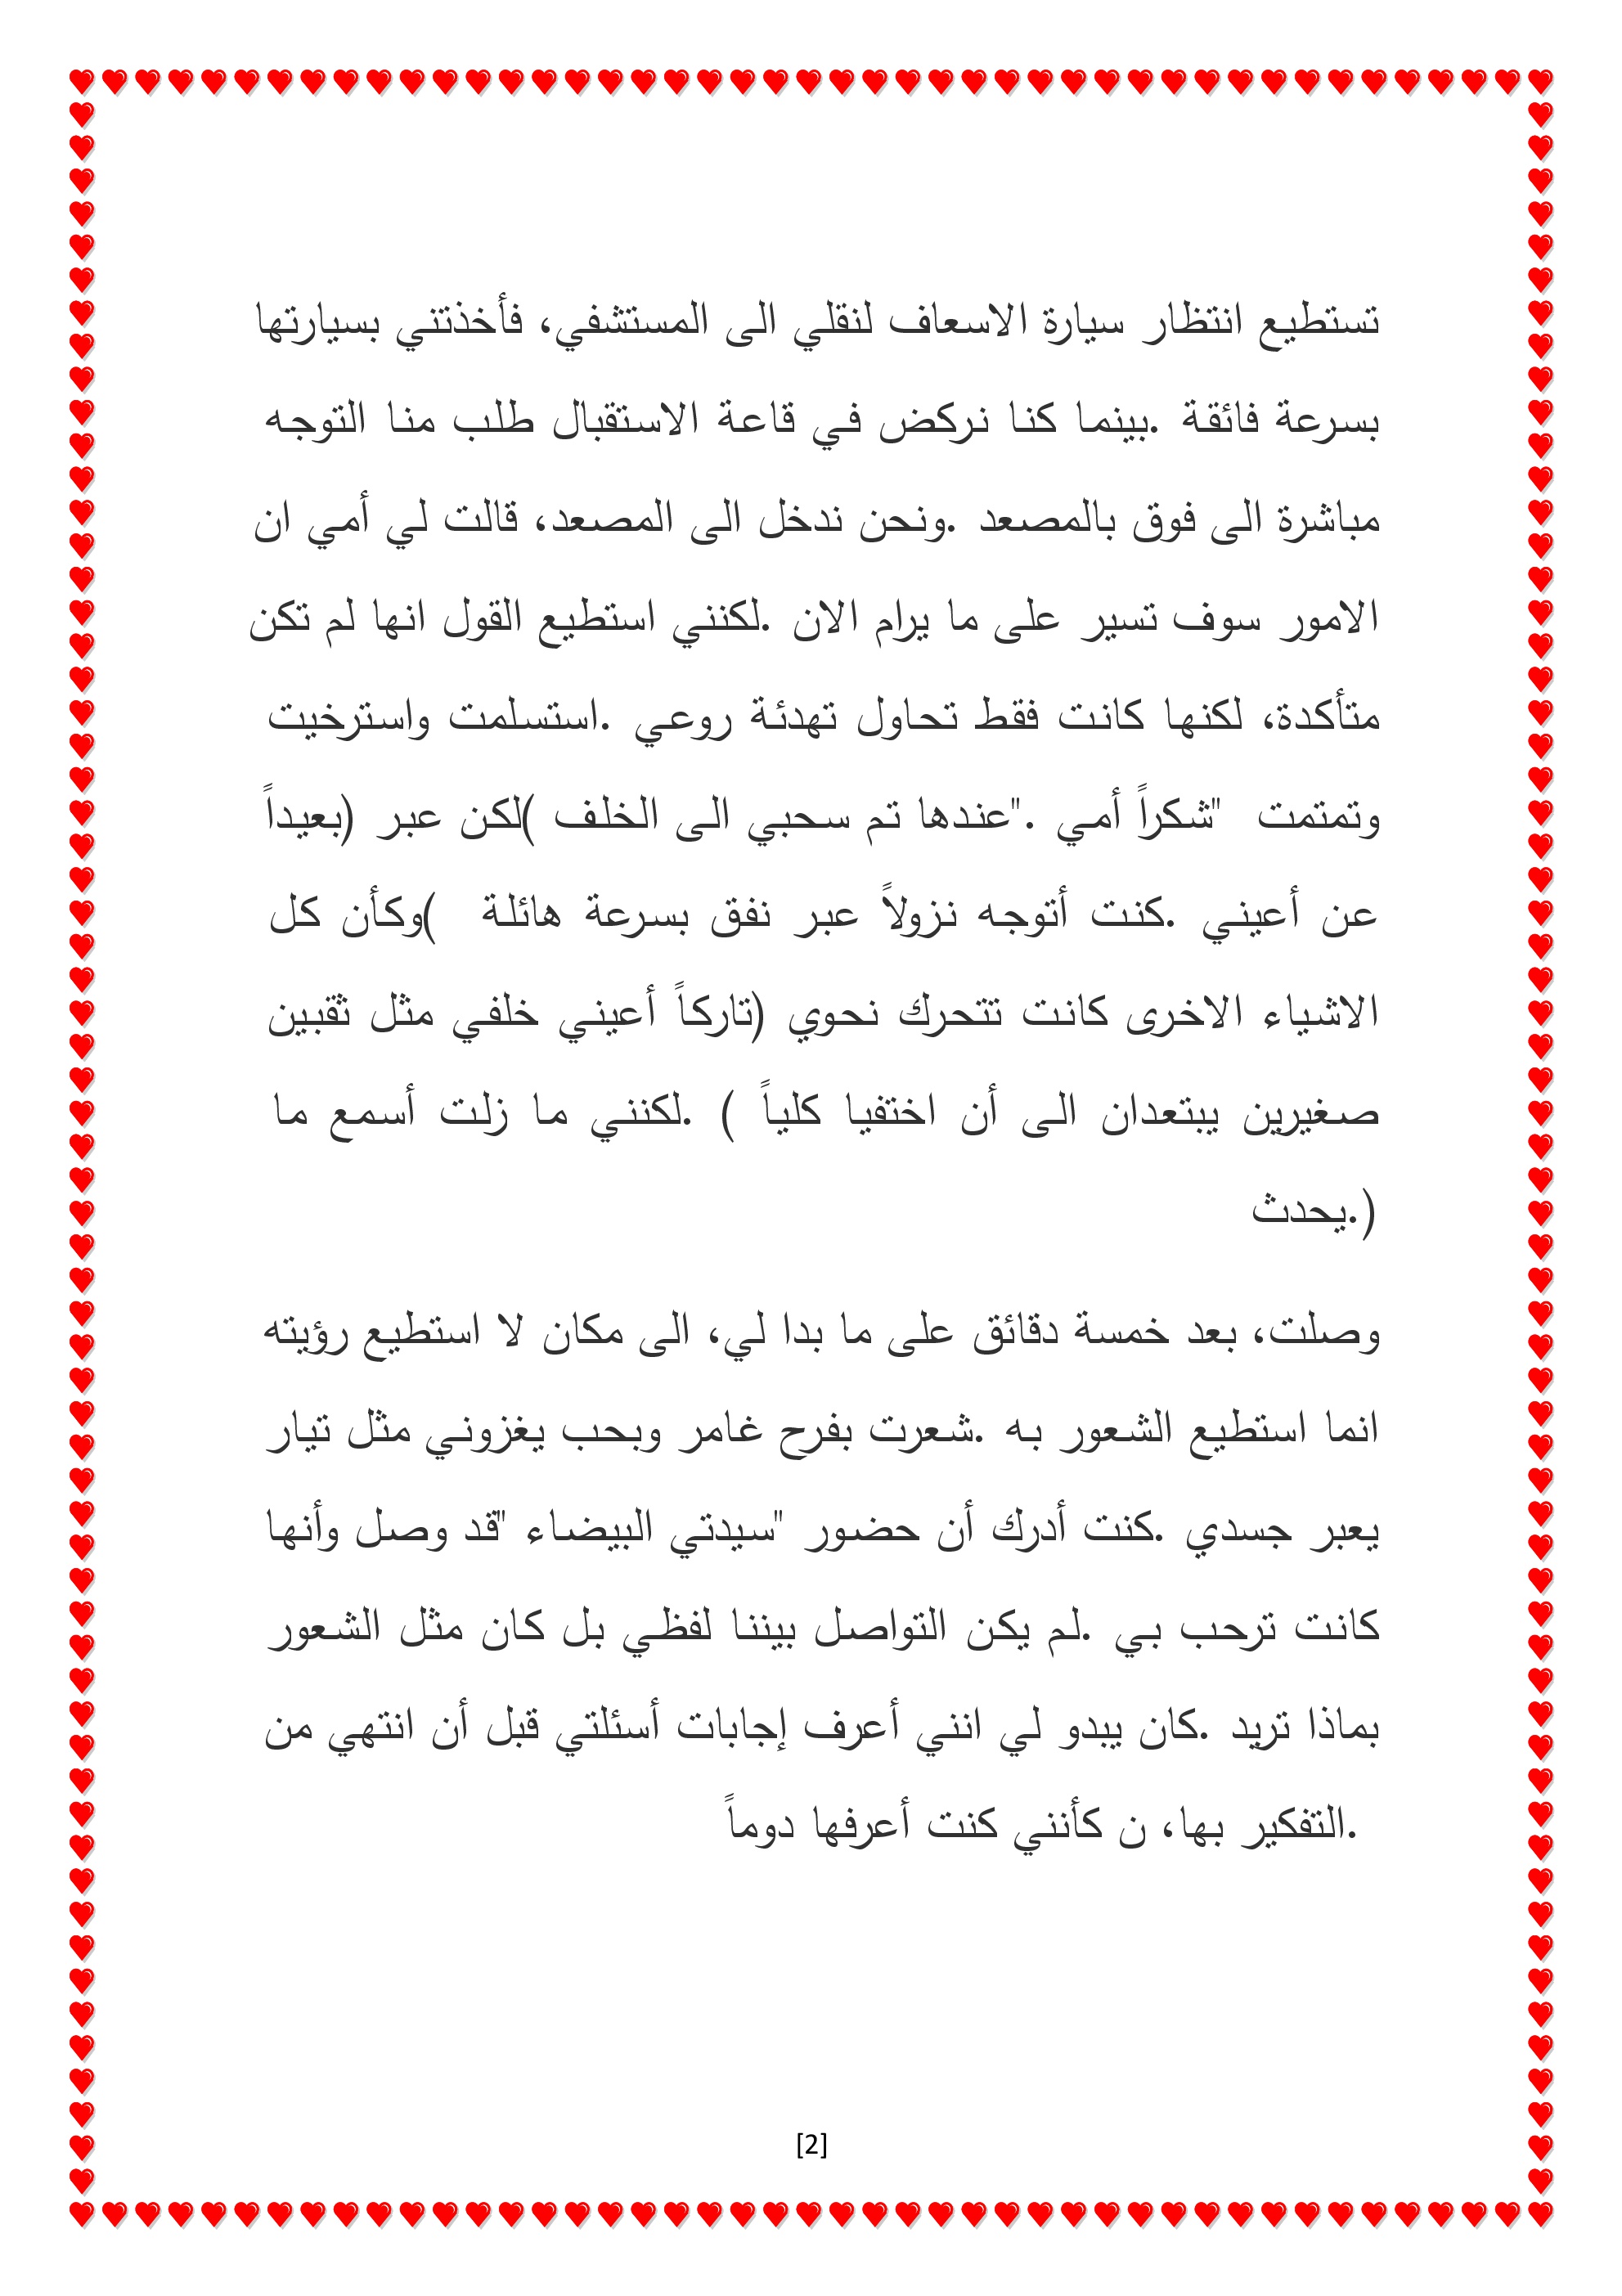 تستطيع انتظار سيارة الاسعاف لنقلي الى المستشفي، فأخذتني بسيارتها
بسرعة فائقة .بينما كنا نركض في قاعة الاستقبال طلب منا التوجه
مباشرة الى فوق بالمصعد .ونحن ندخل الى المصعد، قالت لي أمي ان
الامور سوف تسير على ما يرام الان .لكنني استطيع القول انها لم تكن
متأكدة، لكنها كانت فقط تحاول تهدئة روعي .استسلمت واسترخيت
وتمتمت "شكراً أمي ."عندها تم سحبي الى الخلف )لكن عبر (بعيداً
عن أعيني .كنت أتوجه نزولاً عبر نفق بسرعة هائلة )وكأن كل
الاشياء الاخرى كانت تتحرك نحوي (تاركاً أعيني خلفي مثل ثقبين
صغيرين يبتعدان الى أن اختفيا كلياً ) .لكنني ما زلت أسمع ما
(.يحدث
وصلت، بعد خمسة دقائق على ما بدا لي، الى مكان لا استطيع رؤيته
انما استطيع الشعور به .شعرت بفرح غامر وبحب يغزوني مثل تيار
يعبر جسدي .كنت أدرك أن حضور "سيدتي البيضاء "قد وصل وأنها
كانت ترحب بي .لم يكن التواصل بيننا لفظي بل كان مثل الشعور
بماذا تريد .كان يبدو لي انني أعرف إجابات أسئلتي قبل أن انتهي من
.التفكير بها، ن كأنني كنت أعرفها دوماً
[2]